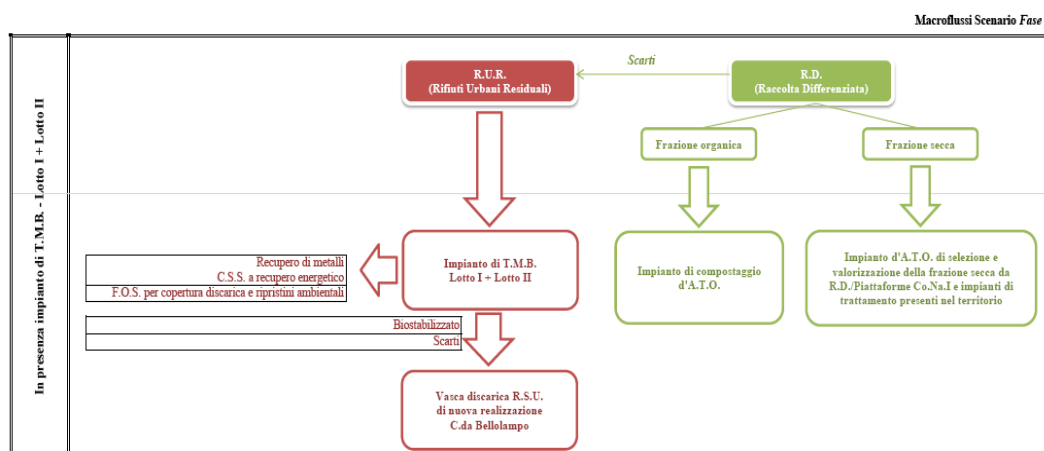 Macroflussi Scenario Fase
In presenza impianto di T.M.B. - Lotto I + Lotto II
R.U.R.
(Rifiuti Urbani Residuali)
Scarti
R.D.
(Raccolta Differenziata)
Frazione organica
Frazione secca
Recupero di metalli
C.S.S. a recupero energetico
F.O.S. per copertura discarica e ripristini ambientali
Impianto di T.M.B.
Lotto I + Lotto II
Impianto di compostaggio
d'A.T.O.
Impianto d'A.T.O. di selezione e
valorizzazione della frazione secca da
R.D./Piattaforme Co.Na.I e impianti di
trattamento presenti nel territorio
Biostabilizzato
Scarti
Vasca discarica R.S.U.
di nuova realizzazione
C.da Bellolampo